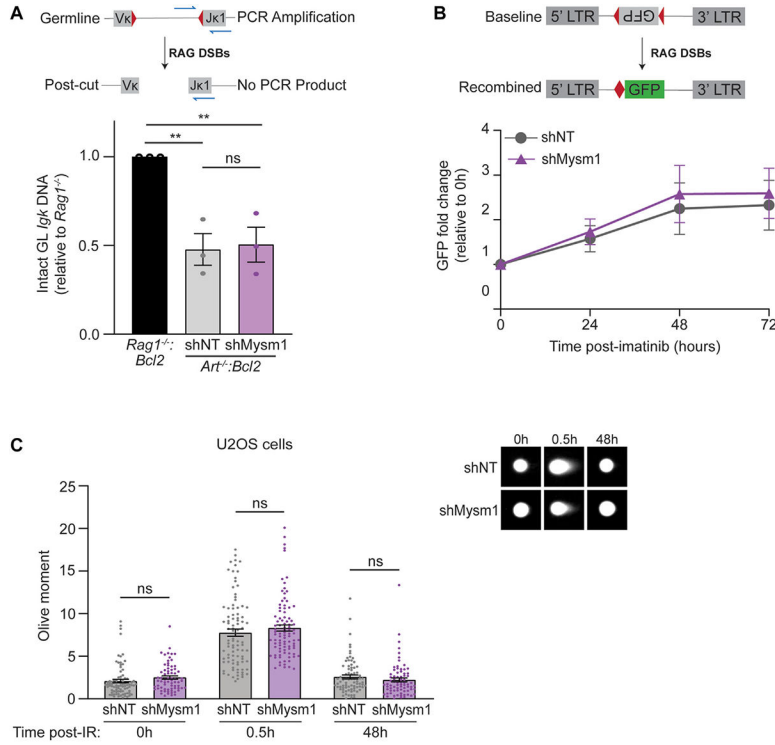 A
Germline Vκ Jκ1 PCR Amplification
RAG DSBs
Post-cut Vκ Jκ1 No PCR Product
**
**
ns
Intact GL Igk DNA
(relative to Rag1-/-)
1.0
0.5
0.0
Rag1-/-:
Bcl2
shNT shMysm1
Art-/-:Bcl2
B
Baseline 5' LTR GFP 3' LTR
RAG DSBs
Recombined 5' LTR GFP 3' LTR
shNT
shMysm1
GFP fold change
(relative to 0h)
4
3
2
1
0
0 24 48 72
Time post-imatinib (hours)
C
U2OS cells
Olive moment
25
20
15
10
5
0
ns
ns
ns
shNT shMysm1 shNT shMysm1 shNT shMysm1
Time post-IR: 0h 0.5h 48h
0h 0.5h 48h
shNT
shMysm1